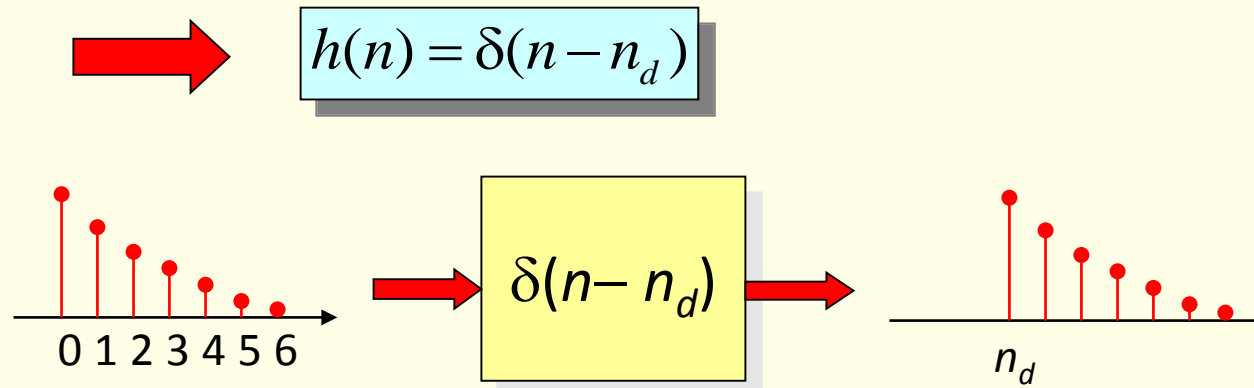 h(n) = δ(n − n_d)
δ(n− n_d)
0 1 2 3 4 5 6
n_d